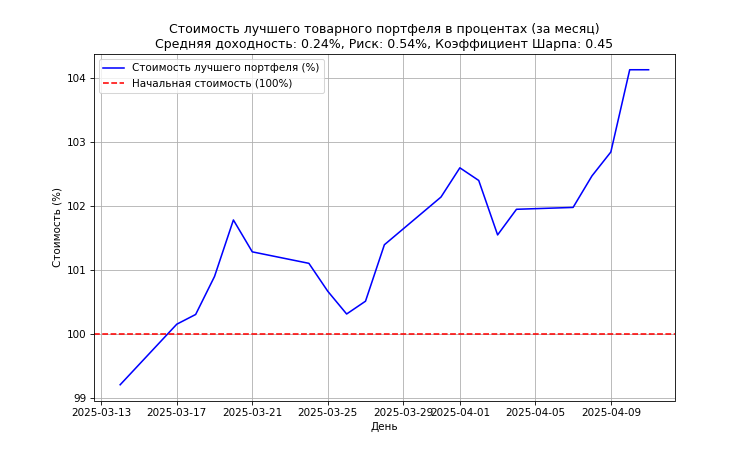 Стоимость лучшего товарного портфеля в процентах (за месяц)
Средняя доходность: 0.24%, Риск: 0.54%, Коэффициент Шарпа: 0.45
Стоимость лучшего портфеля (%)
Начальная стоимость (100%)
Стоимость (%)
104
103
102
101
100
99
2025-03-13 2025-03-17 2025-03-21 2025-03-25 2025-03-29 2025-04-01 2025-04-05 2025-04-09
День